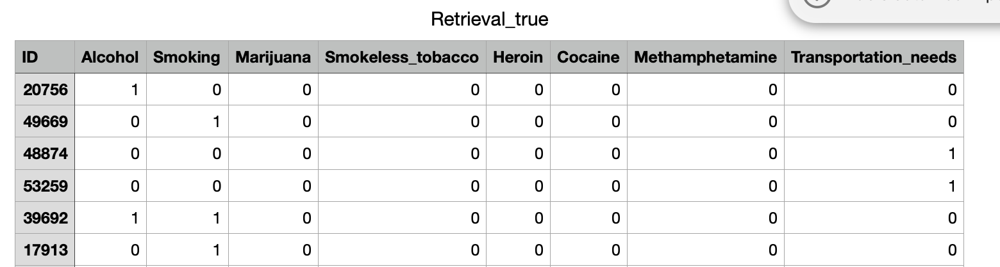 Retrieval_true
ID Alcohol Smoking Marijuana Smokeless_tobacco Heroin Cocaine Methamphetamine Transportation_needs
20756 1 0 0 0 0 0 0 0
49669 0 1 0 0 0 0 0 0
48874 0 0 0 0 0 0 0 1
53259 0 0 0 0 0 0 0 1
39692 1 1 0 0 0 0 0 0
17913 0 1 0 0 0 0 0 0